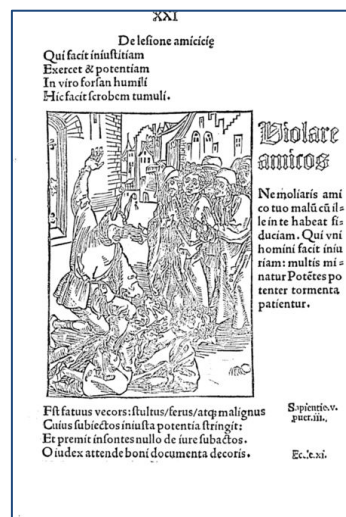 XXI
De lesione amicicię
Qui facit iniustitiam
Exercet & potentiam
In viro forsan humili
Hic facit scrobem tumuli.
Violare
amicos
Ne moliaris ami
co tuo malũ cũ il=
le in te habeat fi=
duciam. Qui vni
homini facit iniu
riam: multis mi=
natur Potẽtes po
tenter tormenta
patientur.
Est fatuus vecors: stultus/ferus/atq; malignus
Cuius subiectos iniusta potentia stringit:
Et premit insontes nullo de iure subactos.
O iudex attende boni documenta decoris.
Sapientie.v.
puer.iii.
Eccle.xi.